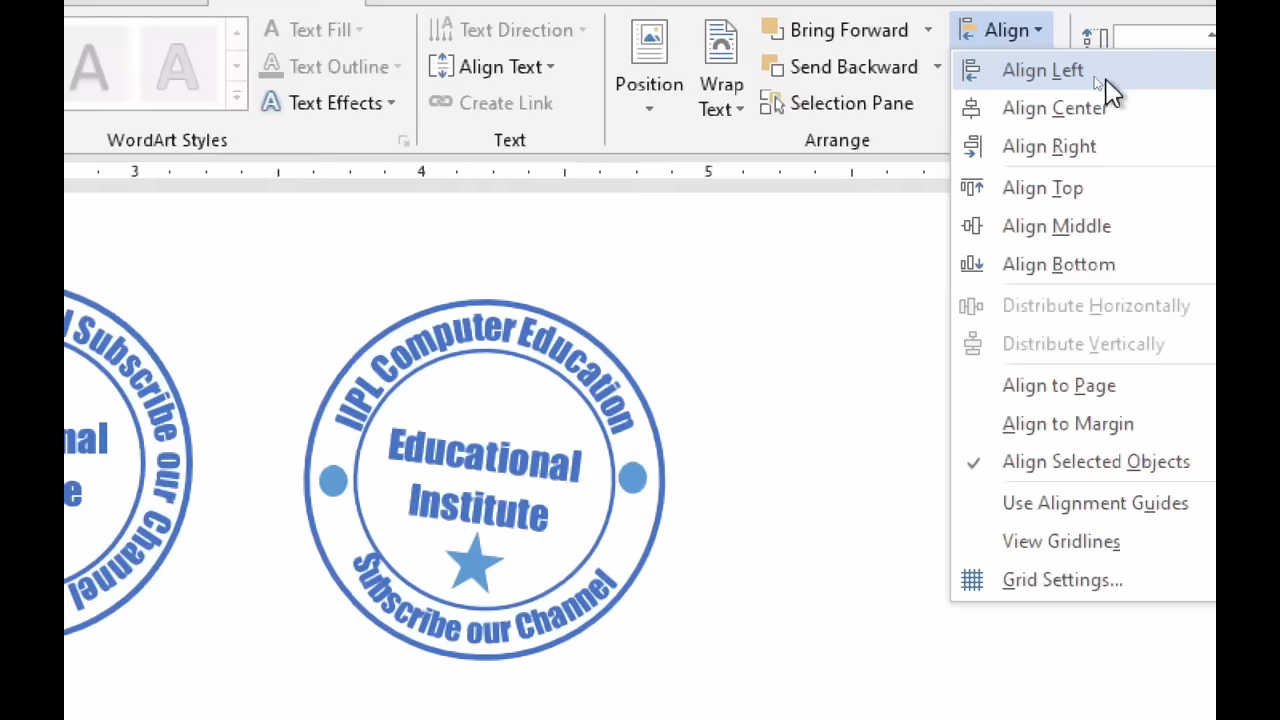 A A
A Text Fill
A Text Outline
A Text Effects
WordArt Styles
Text Direction
Align Text
Create Link
Text
Position
Wrap
Text
Bring Forward
Send Backward
Selection Pane
Arrange
Align
Align Left
Align Center
Align Right
Align Top
Align Middle
Align Bottom
Distribute Horizontally
Distribute Vertically
Align to Page
Align to Margin
Align Selected Objects
Use Alignment Guides
View Gridlines
Grid Settings...
3 4 5
Subscribe our Channel
nal
e
IIPL Computer Education
Educational
Institute
Subscribe our Channel